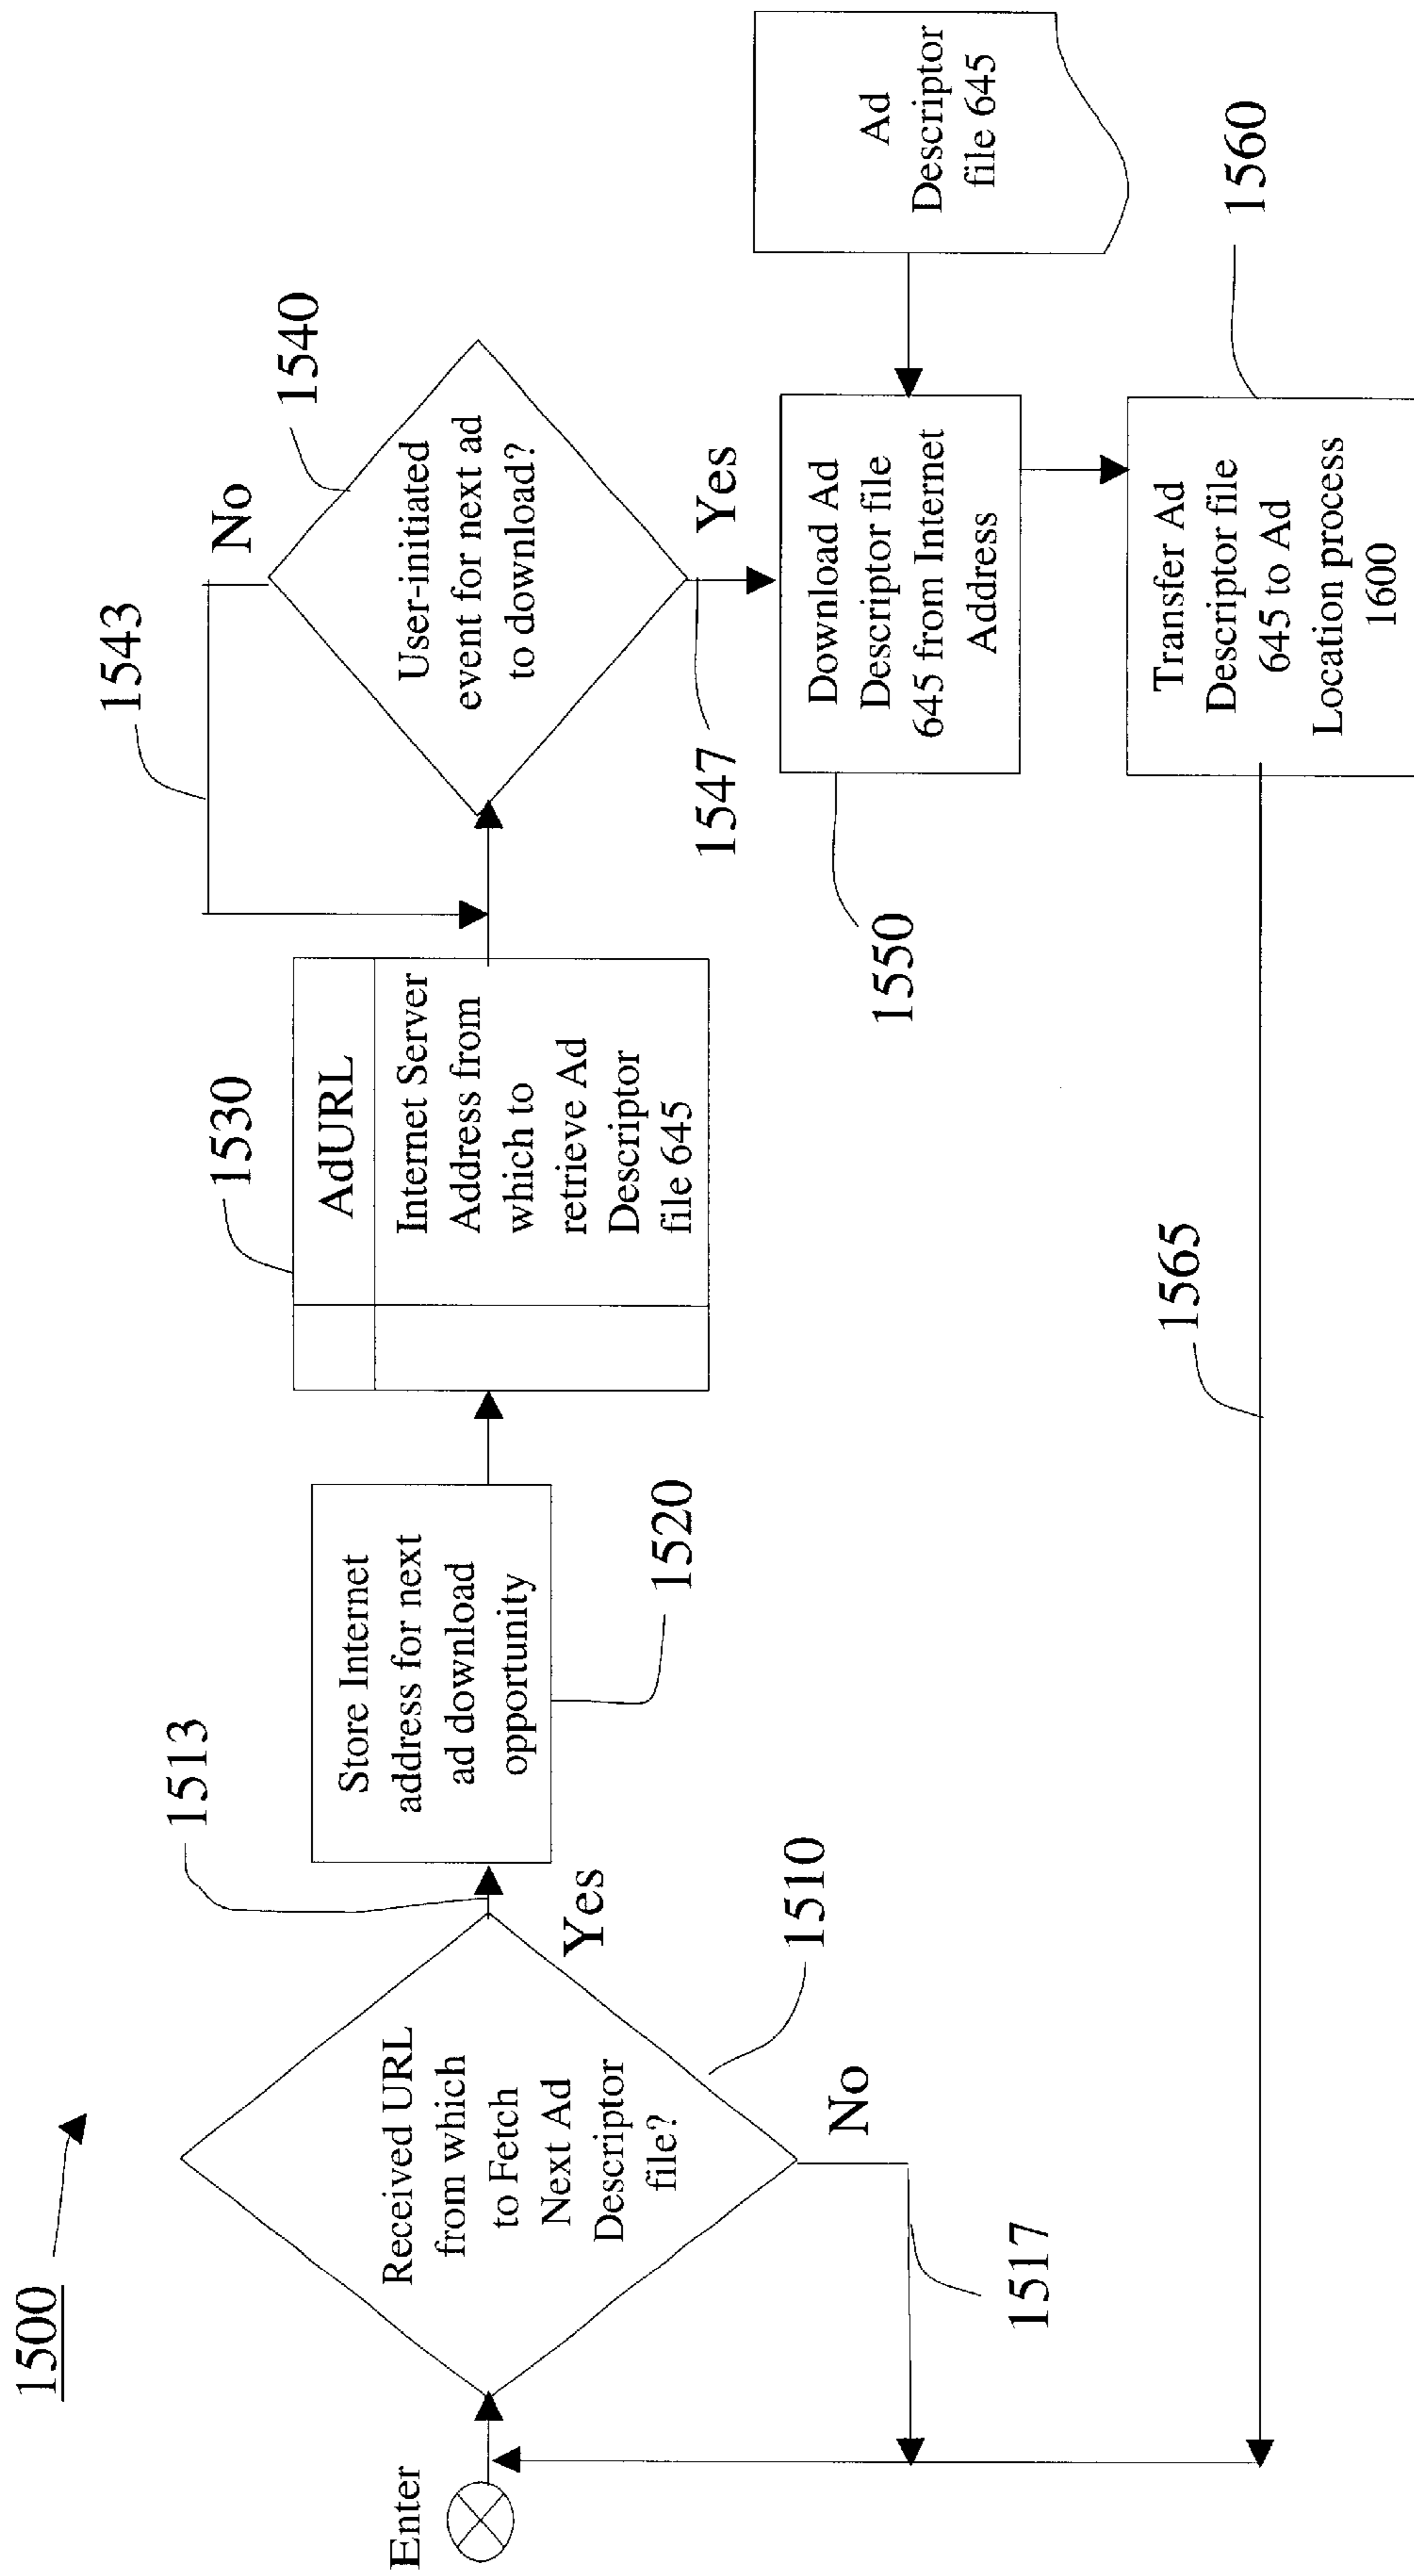 1500
Enter
Received URL
from which
to Fetch
Next Ad
Descriptor
file?
1510
Yes
1513
No
1517
Store Internet
address for next
ad download
opportunity
1520
1530
AdURL
Internet Server
Address from
which to
retrieve Ad
Descriptor
file 645
1543
No
1540
User-initiated
event for next ad
to download?
Yes
1547
Download Ad
Descriptor file
645 from Internet
Address
1550
Ad
Descriptor
file 645
1560
Transfer Ad
Descriptor file
645 to Ad
Location process
1600
1565